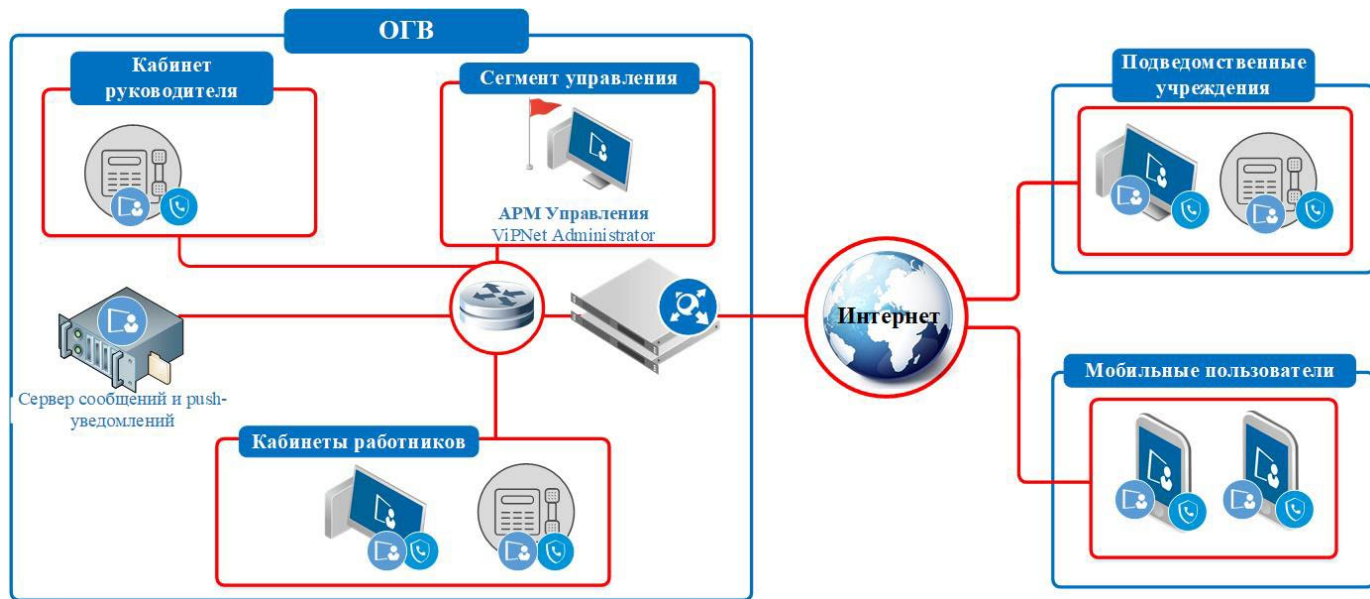 ОГВ
Кабинет
руководителя
Сегмент управления
АРМ Управления
ViPNet Administrator
Сервер сообщений и push-
уведомлений
Кабинеты работников
Интернет
Подведомственные
учреждения
Мобильные пользователи